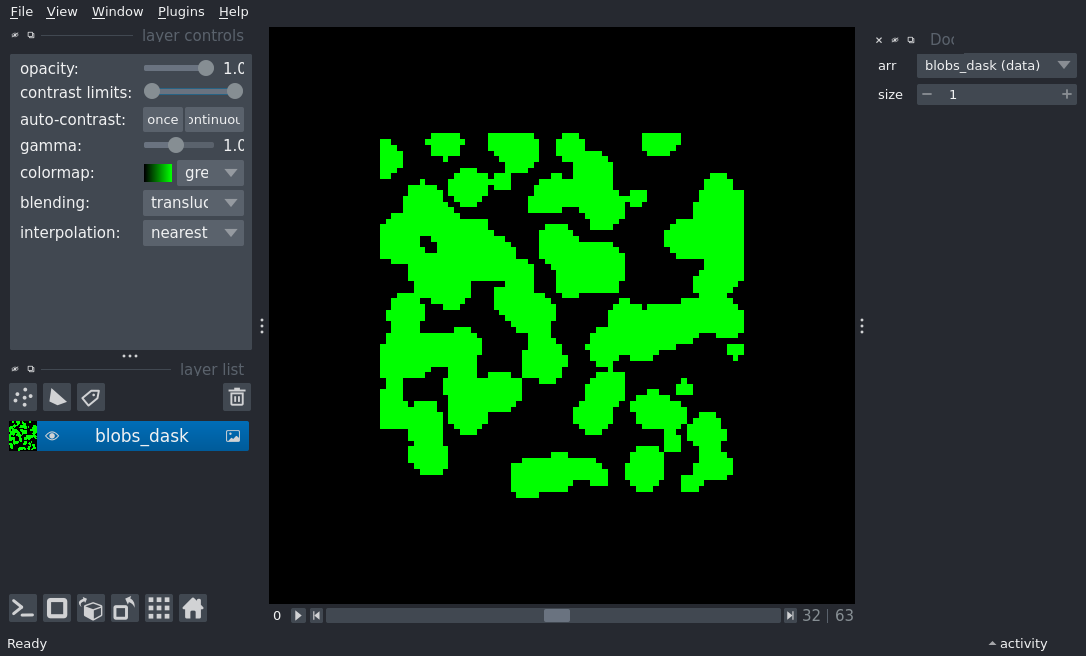 File View Window Plugins Help
layer controls
opacity: 1.0
contrast limits:
auto-contrast: once ontinuou
gamma: 1.0
colormap: gre
blending: transluc
interpolation: nearest
layer list
blobs_dask
Ready
0 32 | 63
Doc
arr blobs_dask (data)
size 1
activity